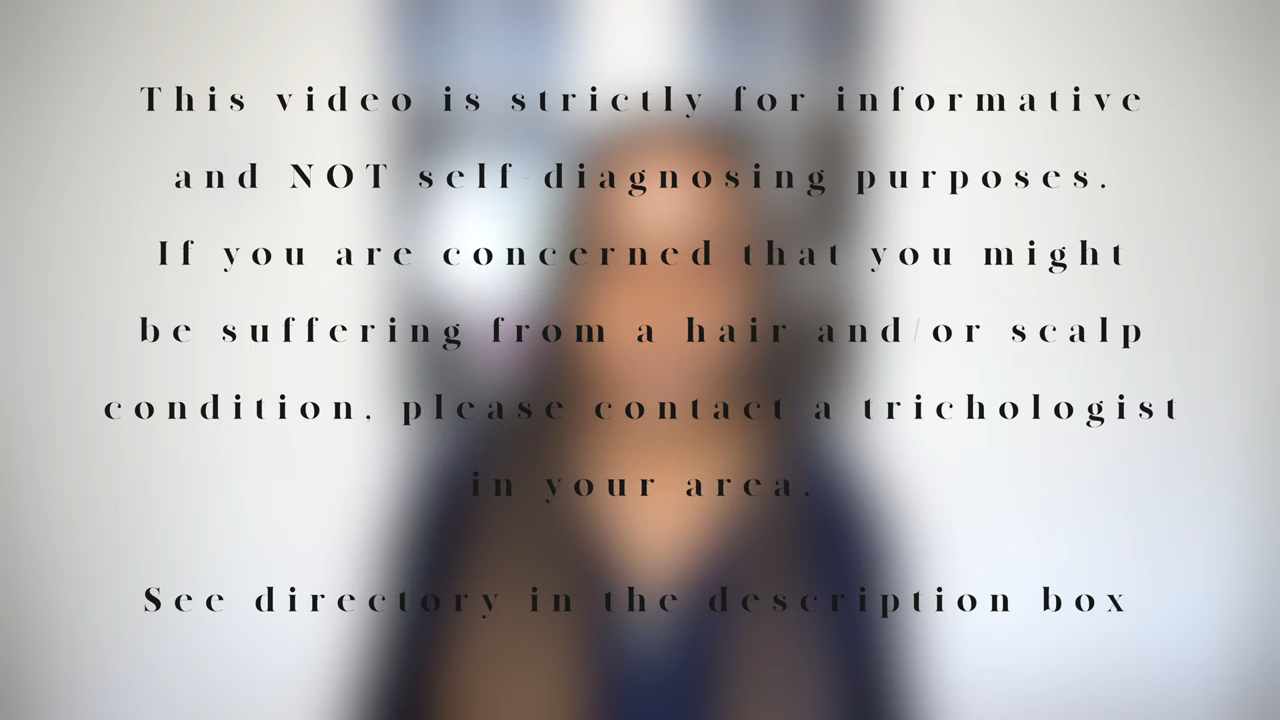 This video is strictly for informative
and NOT self-diagnosing purposes.
If you are concerned that you might
be suffering from a hair and/or scalp
condition, please contact a trichologist
in your area.
See directory in the description box